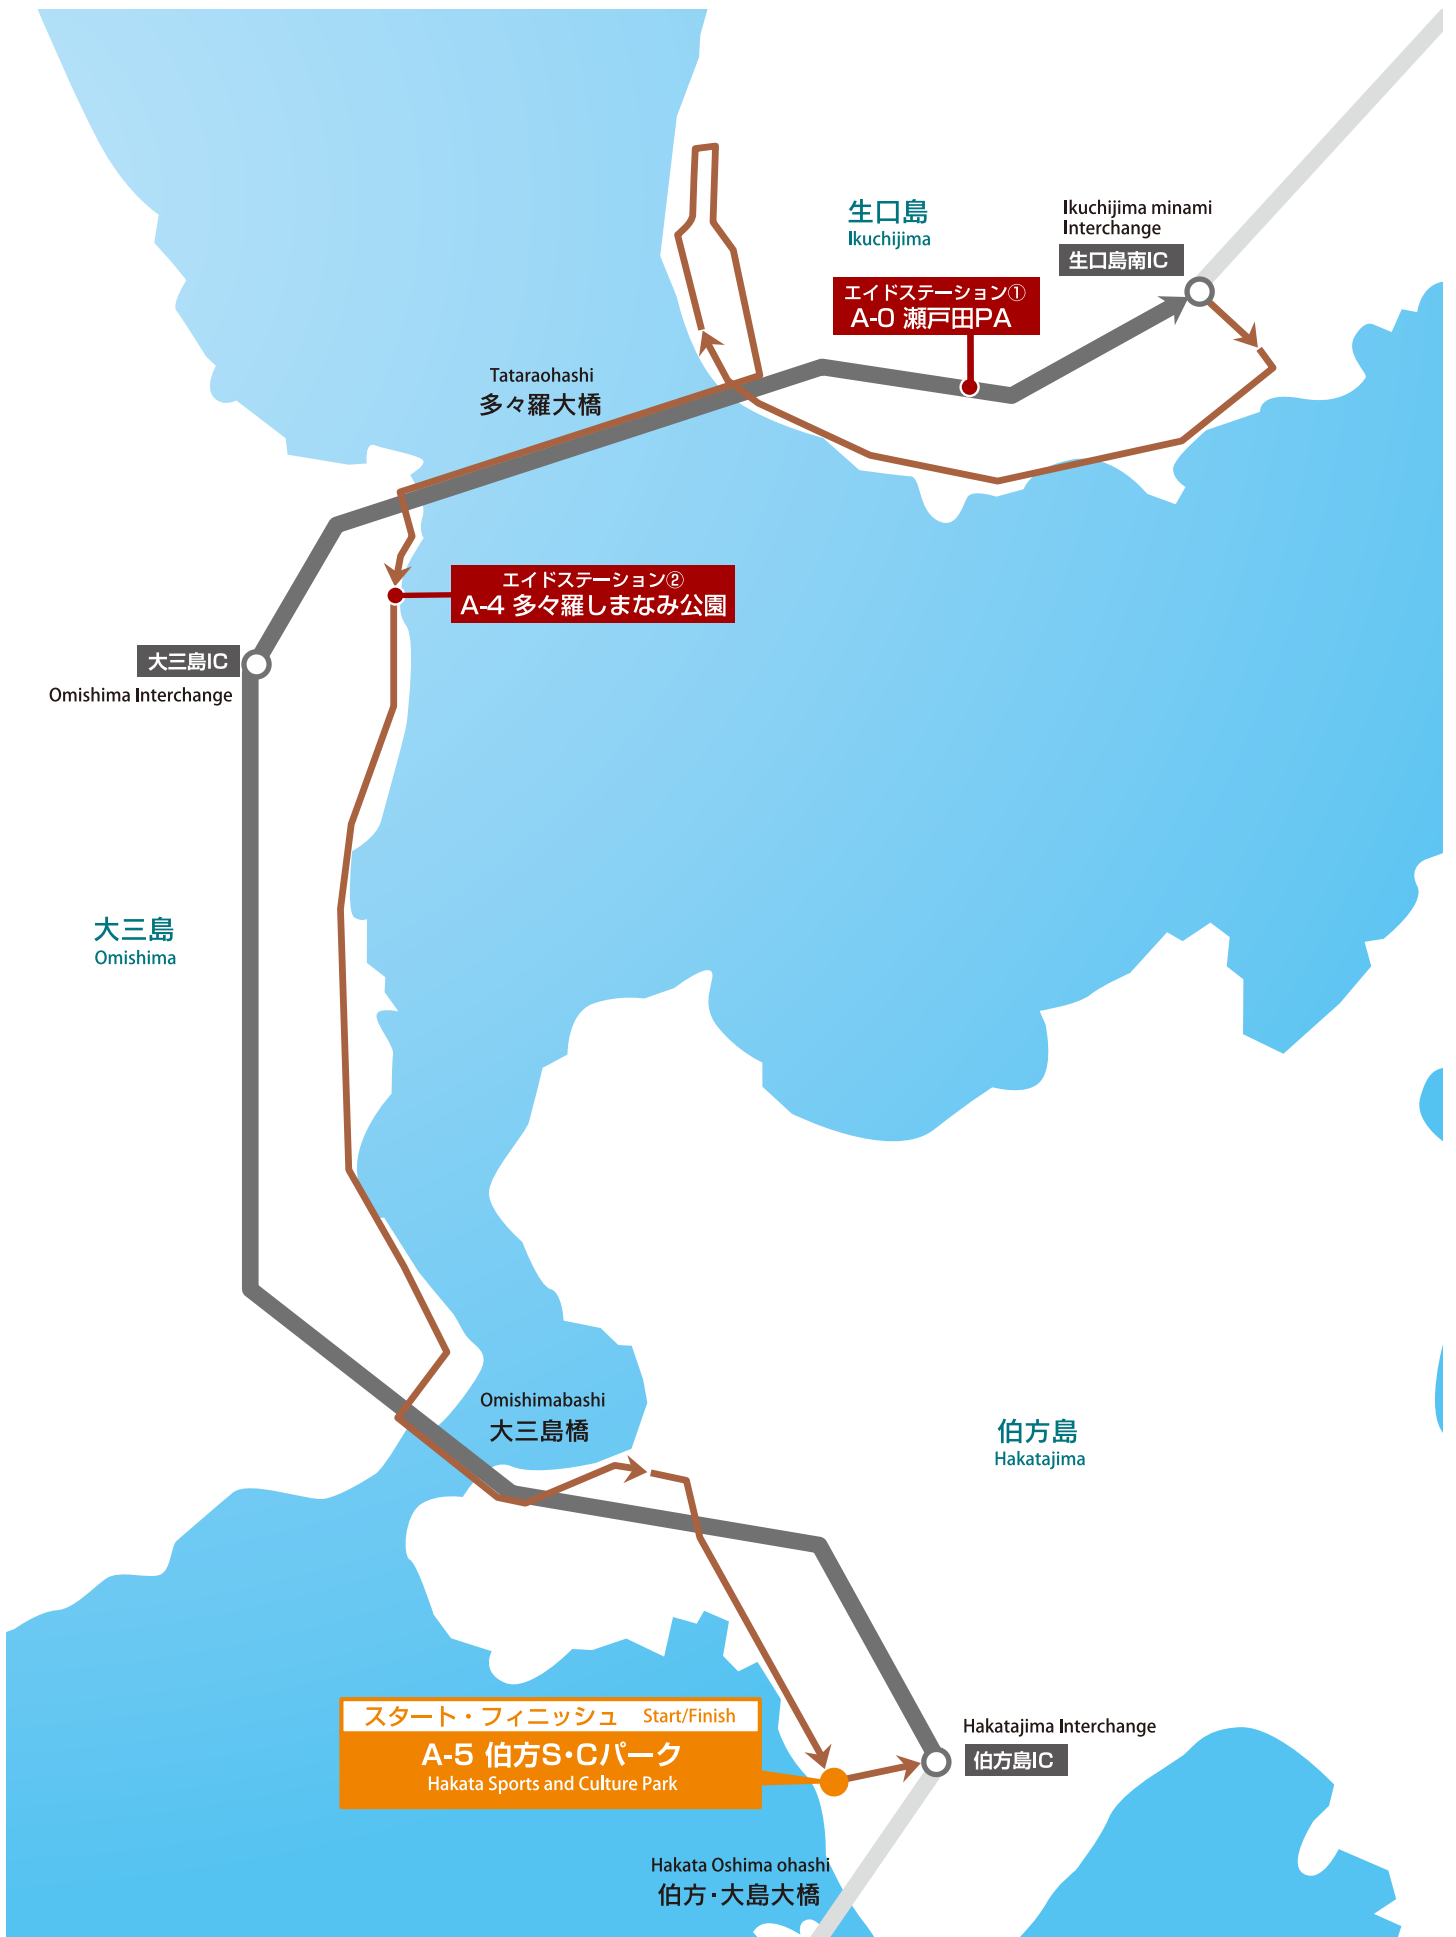 生口島
Ikuchijima
Ikuchijima minami
Interchange
生口島南IC
エイドステーション①
A-0 瀬戸田PA
Tataraohashi
多々羅大橋
エイドステーション②
A-4 多々羅しまなみ公園
大三島IC
Omishima Interchange
大三島
Omishima
Omishimabashi
大三島橋
伯方島
Hakatajima
スタート・フィニッシュ Start/Finish
A-5 伯方S・Cパーク
Hakata Sports and Culture Park
Hakatajima Interchange
伯方島IC
Hakata Oshima ohashi
伯方・大島大橋